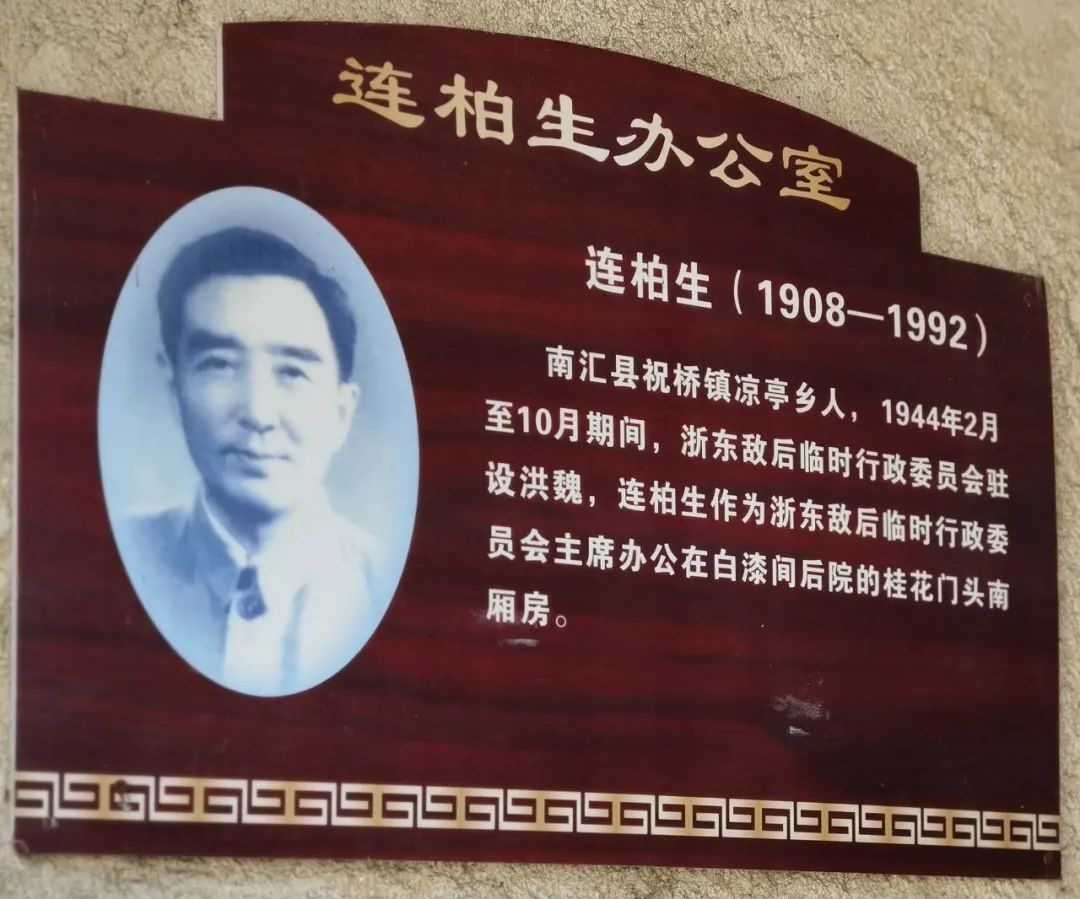 连柏生办公室
连柏生（1908—1992）
南汇县祝桥镇凉亭乡人，1944年2月
至10月期间，浙东敌后临时行政委员会驻
设洪魏，连柏生作为浙东敌后临时行政委
员会主席办公在白漆间后院的桂花门头南
厢房。